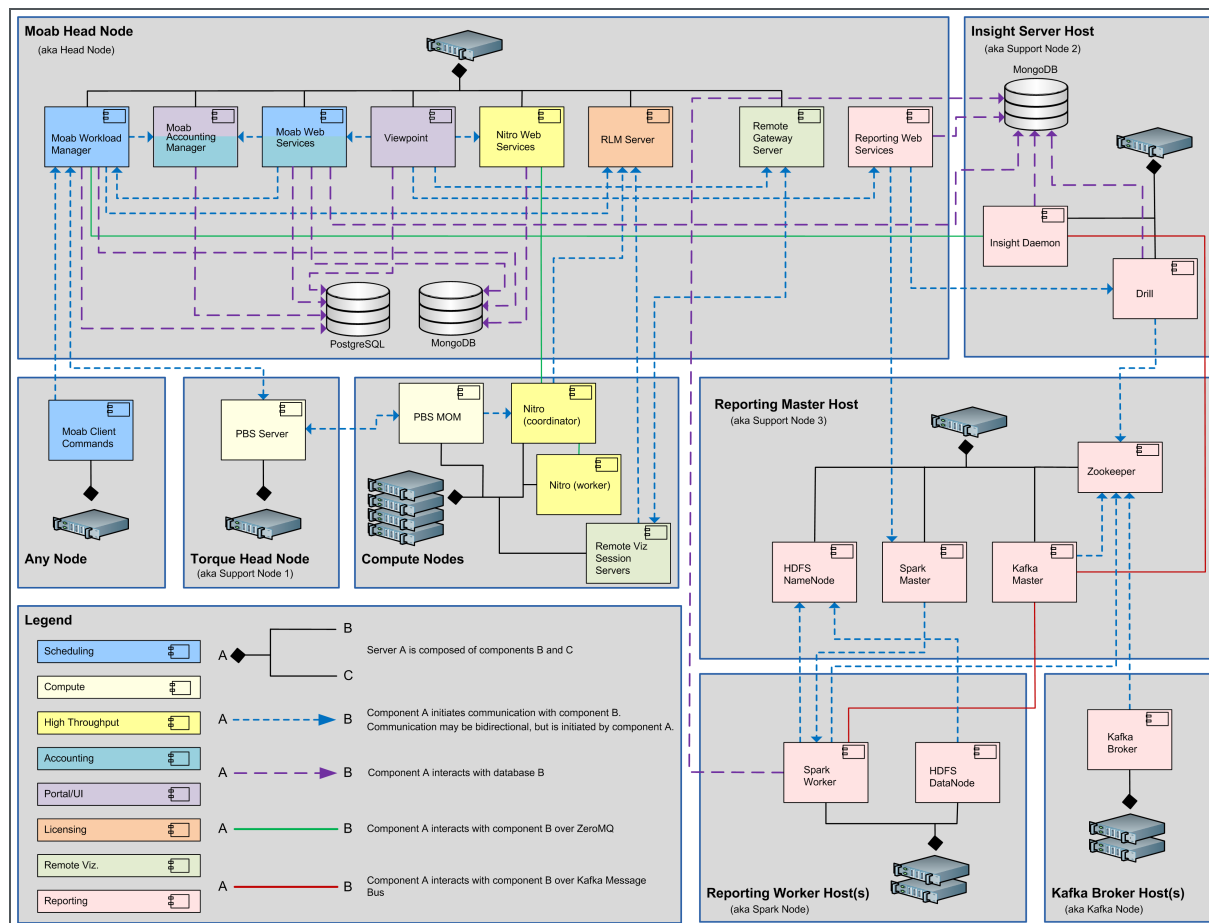 Moab Head Node
(aka Head Node)
Moab Workload
Manager
Moab
Accounting
Manager
Moab Web
Services
Viewpoint
Nitro Web
Services
RLM Server
Remote
Gateway
Server
Reporting Web
Services
PostgreSQL
MongoDB
Insight Server Host
(aka Support Node 2)
MongoDB
Insight Daemon
Drill
Moab Client
Commands
Any Node
PBS Server
Torque Head Node
(aka Support Node 1)
PBS MOM
Nitro
(coordinator)
Nitro (worker)
Remote Viz
Session
Servers
Compute Nodes
Reporting Master Host
(aka Support Node 3)
Zookeeper
HDFS
NameNode
Spark
Master
Kafka
Master
Legend
Scheduling
Compute
High Throughput
Accounting
Portal/UI
Licensing
Remote Viz.
Reporting
A
B
C
Server A is composed of components B and C
A
B
Component A initiates communication with component B.
Communication may be bidirectional, but is initiated by component A.
A
B
Component A interacts with database B
A
B
Component A interacts with component B over ZeroMQ
A
B
Component A interacts with component B over Kafka Message
Bus
Spark
Worker
HDFS
DataNode
Reporting Worker Host(s)
(aka Spark Node)
Kafka
Broker
Kafka Broker Host(s)
(aka Kafka Node)